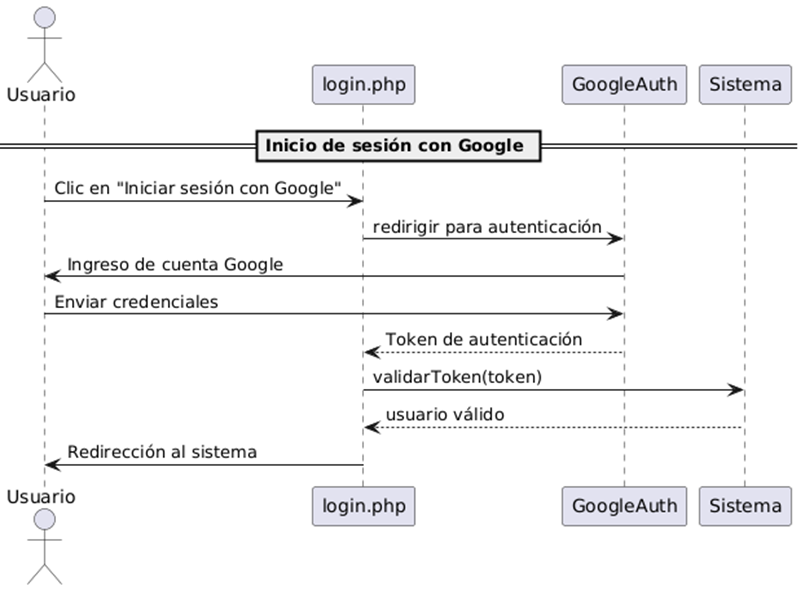 Usuario
login.php
GoogleAuth
Sistema
Inicio de sesión con Google
Clic en "Iniciar sesión con Google"
redirigir para autenticación
Ingreso de cuenta Google
Enviar credenciales
Token de autenticación
validarToken(token)
usuario válido
Redirección al sistema
Usuario
login.php
GoogleAuth
Sistema